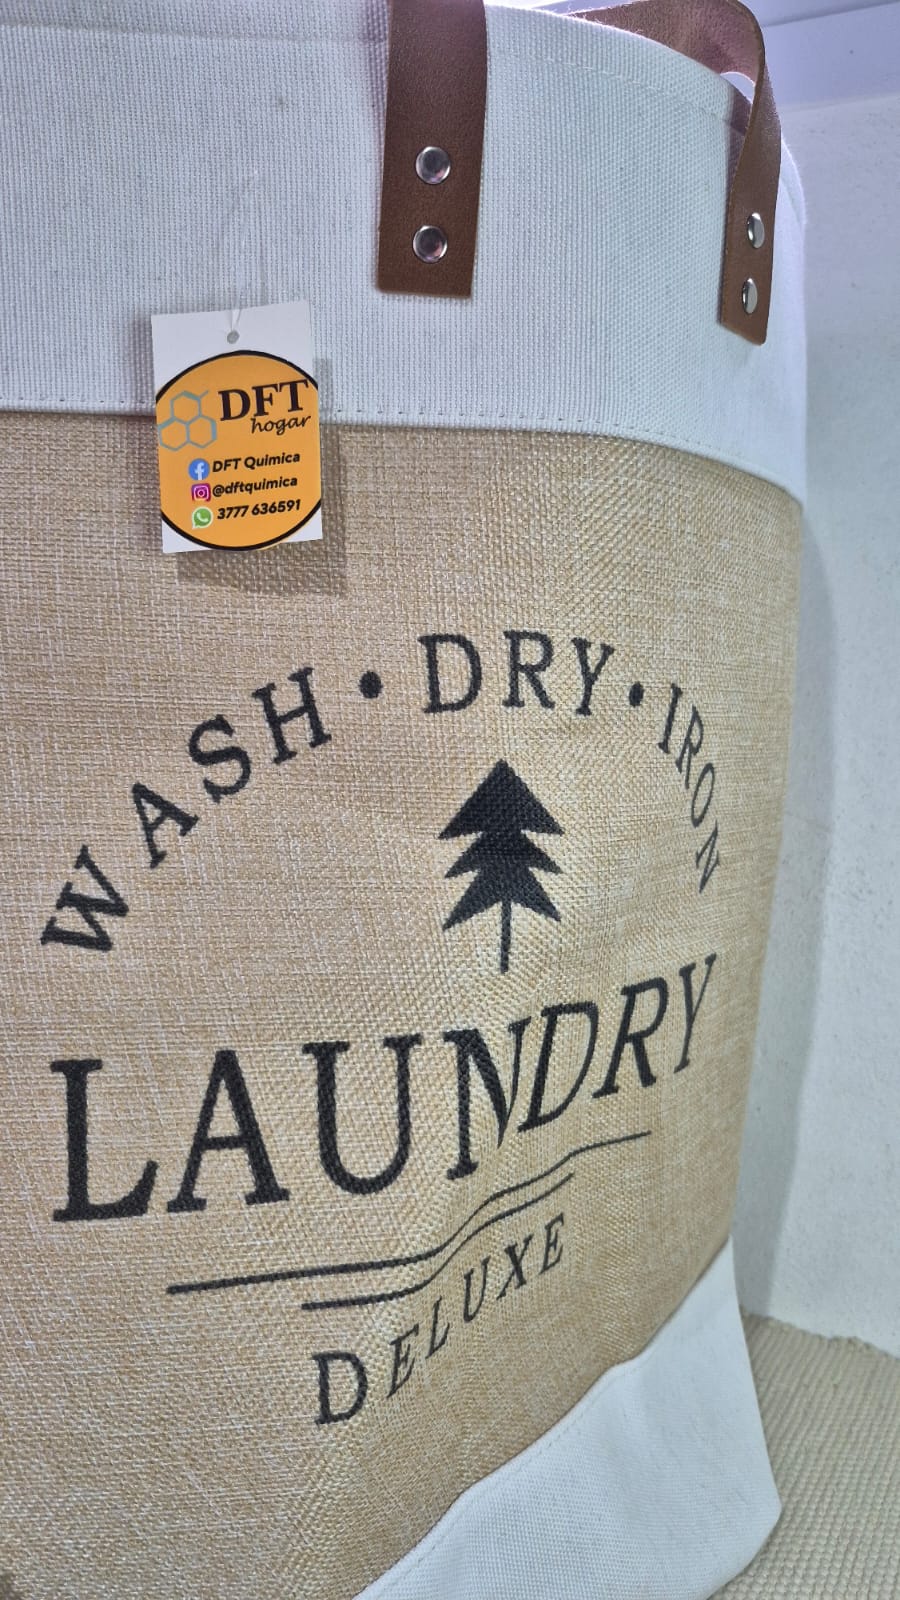 DFT
hogar
DFT Quimica
@dftquimica
3777 636591
WASH • DRY • IRON
LAUNDRY
DELUXE